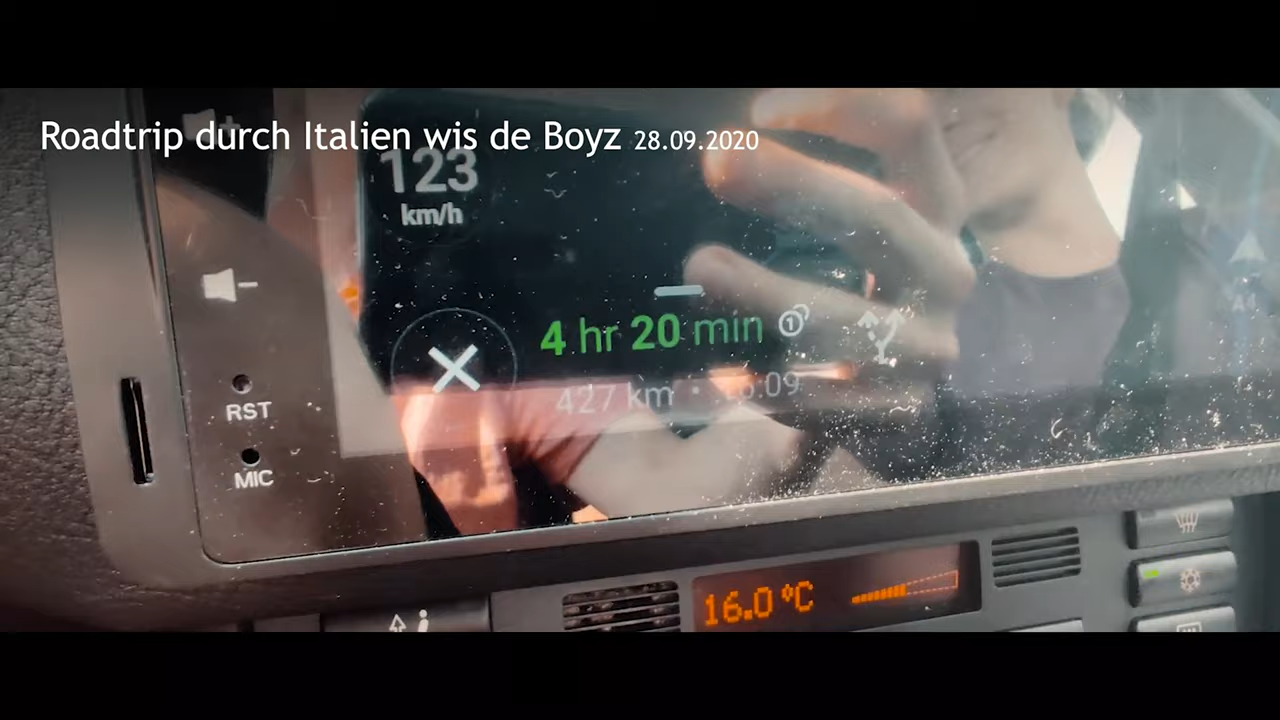 Roadtrip durch Italien wis de Boyz 28.09.2020
123
km/h
4 hr 20 min
427 km
RST
MIC
A4
16.0 °C